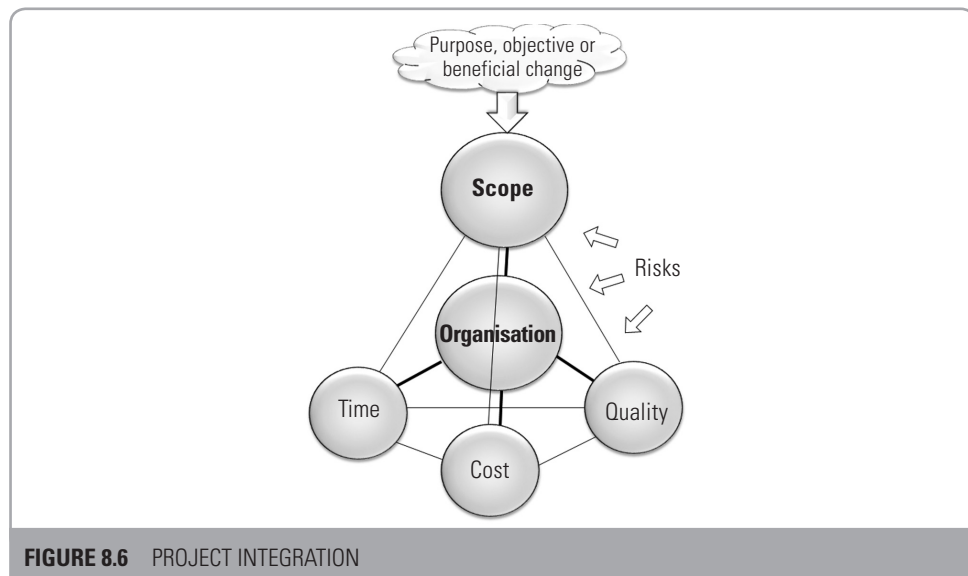 Purpose, objective or
beneficial change
Scope
Risks
Organisation
Time
Quality
Cost
FIGURE 8.6 PROJECT INTEGRATION